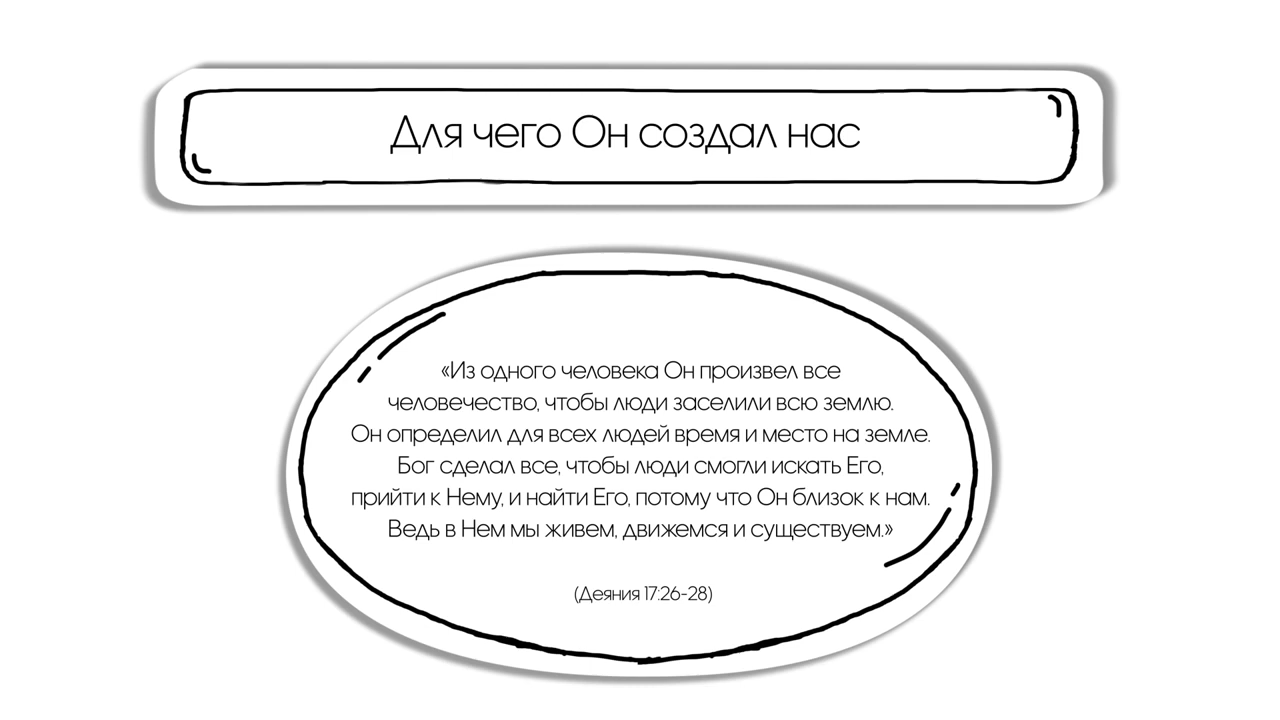 Для чего Он создал нас
«Из одного человека Он произвел все
человечество, чтобы люди заселили всю землю.
Он определил для всех людей время и место на земле.
Бог сделал все, чтобы люди смогли искать Его,
прийти к Нему, и найти Его, потому что Он близок к нам.
Ведь в Нем мы живем, движемся и существуем.»
(Деяния 17:26-28)